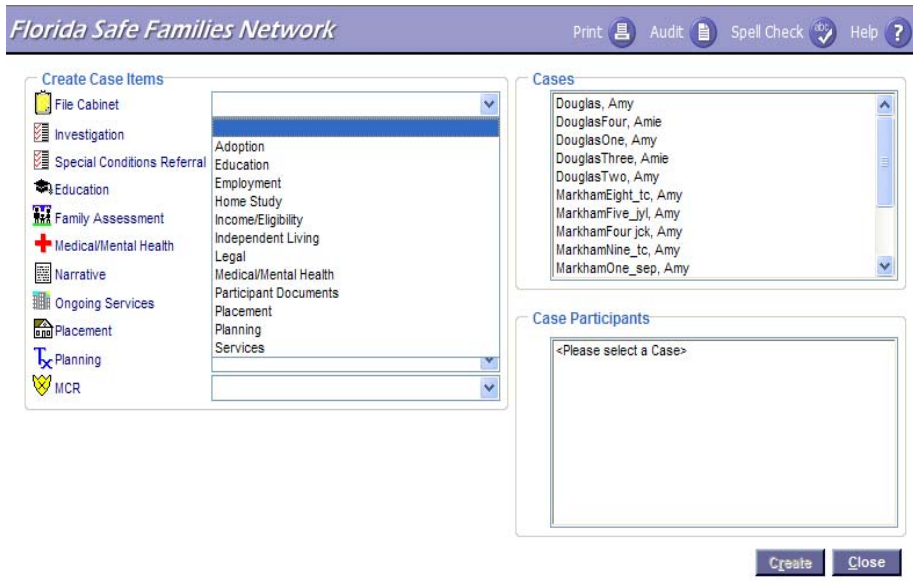 Florida Safe Families Network
Print Audit abc Spell Check Help ?
Create Case Items
File Cabinet
Investigation
Special Conditions Referral
Education
Family Assessment
Medical/Mental Health
Narrative
Ongoing Services
Placement
Tx Planning
MCR
Adoption
Education
Employment
Home Study
Income/Eligibility
Independent Living
Legal
Medical/Mental Health
Participant Documents
Placement
Planning
Services
Cases
Douglas, Amy
DouglasFour, Amie
DouglasOne, Amy
DouglasThree, Amie
DouglasTwo, Amy
MarkhamEight_tc, Amy
MarkhamFive_jyl, Amy
MarkhamFour jck, Amy
MarkhamNine_tc, Amy
MarkhamOne_sep, Amy
Case Participants
<Please select a Case>
Create Close